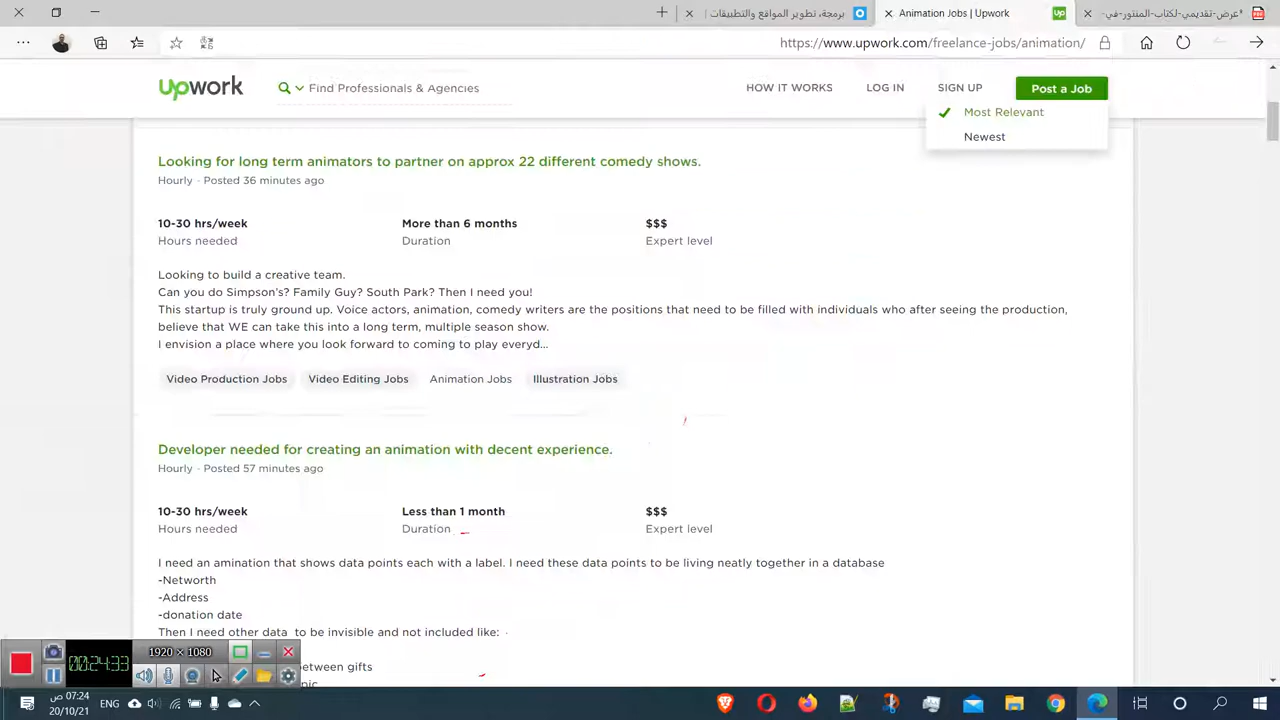 برمجة، تطوير المواقع والتطبيقات |
Animation Jobs | Upwork
عرض-تقديمي-لكتاب-المنثور-في-
https://www.upwork.com/freelance-jobs/animation/
upwork
Find Professionals & Agencies
HOW IT WORKS
LOG IN
SIGN UP
Post a Job
Most Relevant
Newest
Looking for long term animators to partner on approx 22 different comedy shows.
Hourly · Posted 36 minutes ago
10-30 hrs/week
More than 6 months
$$$
Hours needed
Duration
Expert level
Looking to build a creative team.
Can you do Simpson's? Family Guy? South Park? Then I need you!
This startup is truly ground up. Voice actors, animation, comedy writers are the positions that need to be filled with individuals who after seeing the production,
believe that WE can take this into a long term, multiple season show.
I envision a place where you look forward to coming to play everyd...
Video Production Jobs
Video Editing Jobs
Animation Jobs
Illustration Jobs
Developer needed for creating an animation with decent experience.
Hourly · Posted 57 minutes ago
10-30 hrs/week
Less than 1 month
$$$
Hours needed
Duration
Expert level
I need an amination that shows data points each with a label. I need these data points to be living neatly together in a database
-Networth
-Address
-donation date
Then I need other data to be invisible and not included like:
etween gifts
1920 × 1080
00:24:33
ENG
07:24 ص
20/10/21